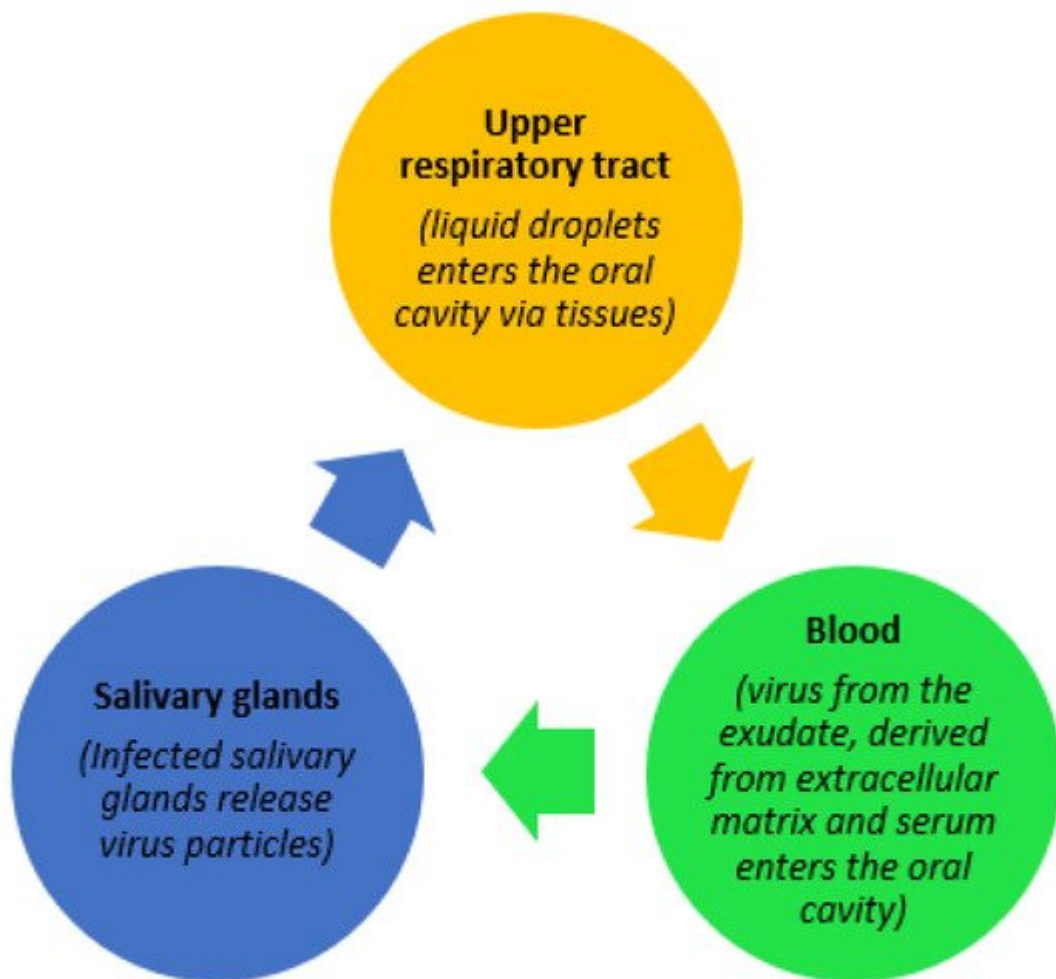 Upper
respiratory tract
(liquid droplets
enters the oral
cavity via tissues)
Blood
(virus from the
exudate, derived
from extracellular
matrix and serum
enters the oral
cavity)
Salivary glands
(Infected salivary
glands release
virus particles)